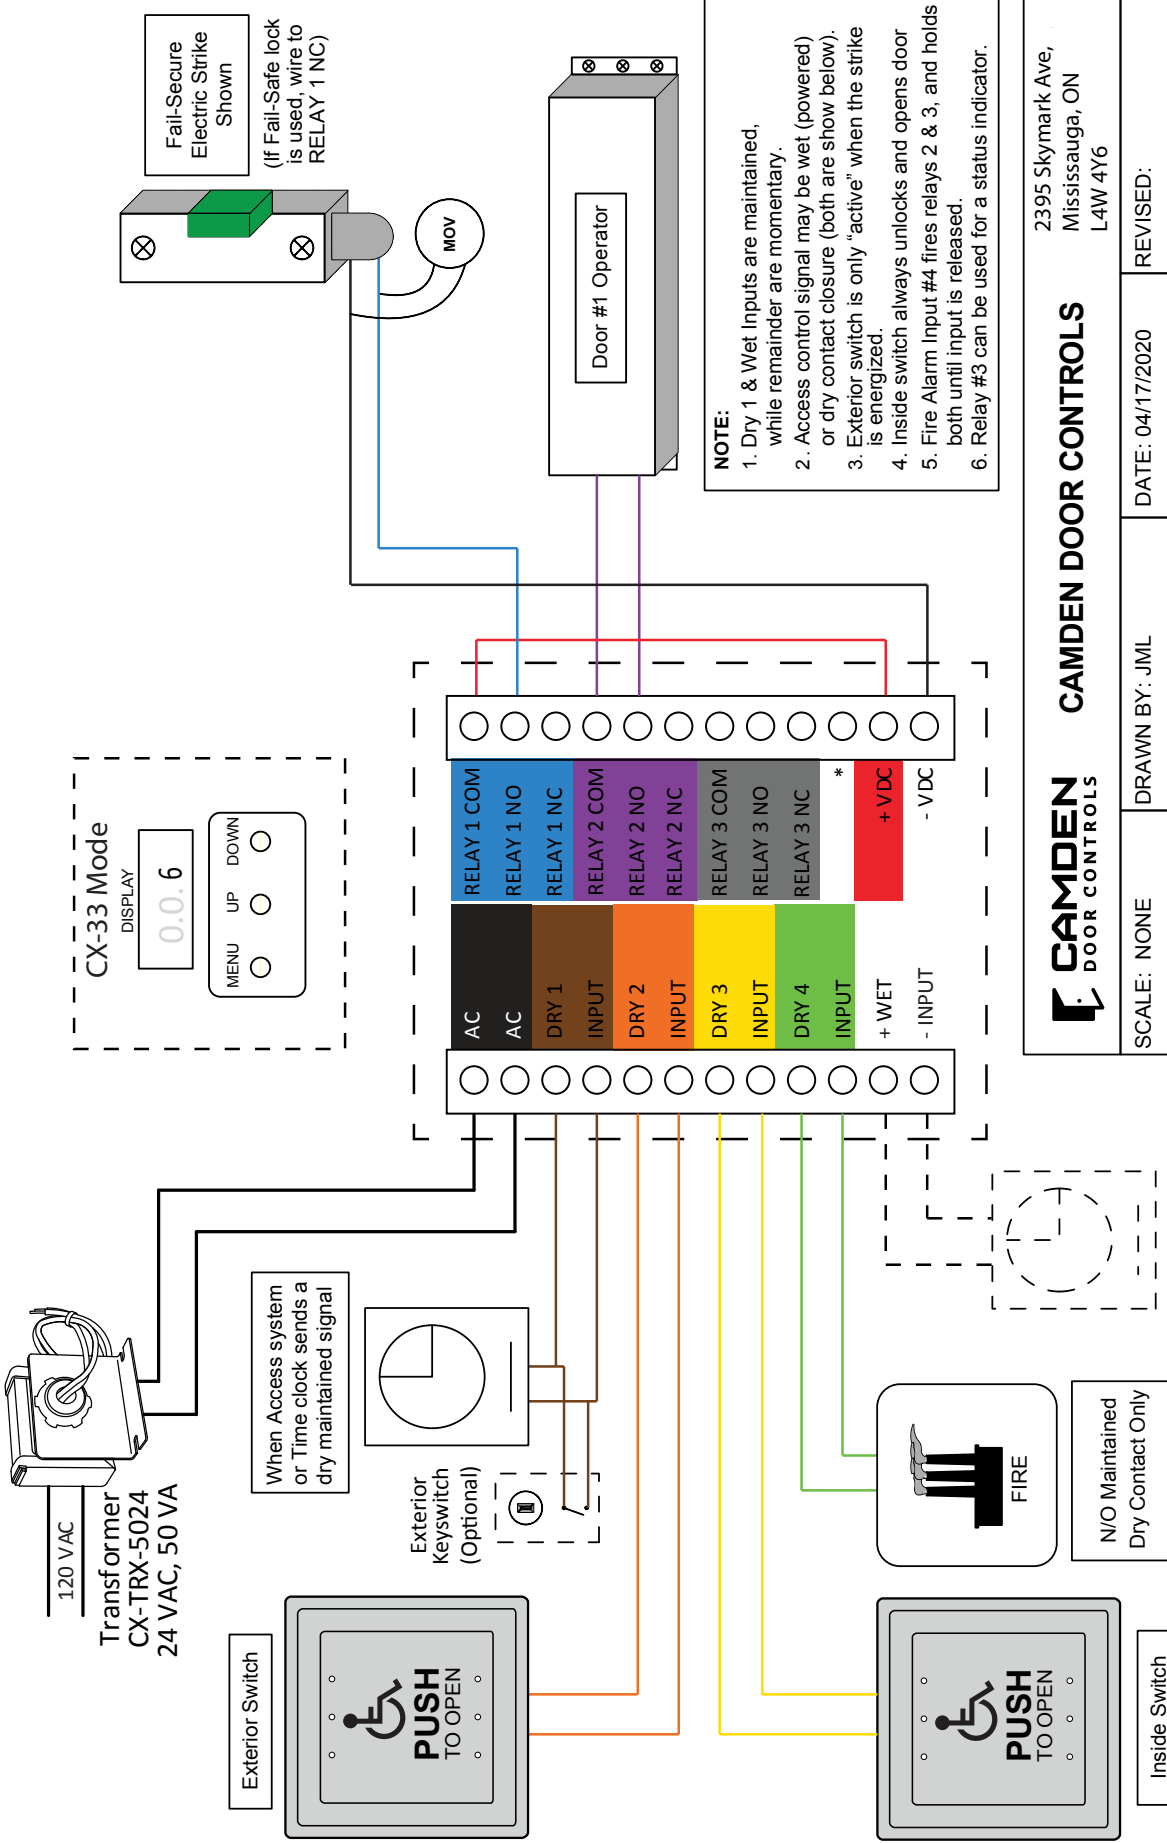 120 VAC
Transformer
CX-TRX-5024
24 VAC, 50 VA
CX-33 Mode
DISPLAY
0.0. 6
MENU
UP
DOWN
Fail-Secure
Electric Strike
Shown
(If Fail-Safe lock
is used, wire to
RELAY 1 NC)
MOV
Exterior Switch
PUSH
TO OPEN
When Access system
or Time clock sends a
dry maintained signal
Exterior
Keyswitch
(Optional)
AC
AC
DRY 1
INPUT
DRY 2
INPUT
DRY 3
INPUT
DRY 4
INPUT
+ WET
- INPUT
RELAY 1 COM
RELAY 1 NO
RELAY 1 NC
RELAY 2 COM
RELAY 2 NO
RELAY 2 NC
RELAY 3 COM
RELAY 3 NO
RELAY 3 NC
*
+ VDC
- VDC
Door #1 Operator
NOTE:
1. Dry 1 & Wet Inputs are maintained,
while remainder are momentary.
2. Access control signal may be wet (powered)
or dry contact closure (both are show below).
3. Exterior switch is only “active” when the strike
is energized.
4. Inside switch always unlocks and opens door
5. Fire Alarm Input #4 fires relays 2 & 3, and holds
both until input is released.
6. Relay #3 can be used for a status indicator.
PUSH
TO OPEN
Inside Switch
FIRE
N/O Maintained
Dry Contact Only
CAMDEN
DOOR CONTROLS
CAMDEN DOOR CONTROLS
2395 Skymark Ave,
Mississauga, ON
L4W 4Y6
SCALE: NONE
DRAWN BY: JML
DATE: 04/17/2020
REVISED: